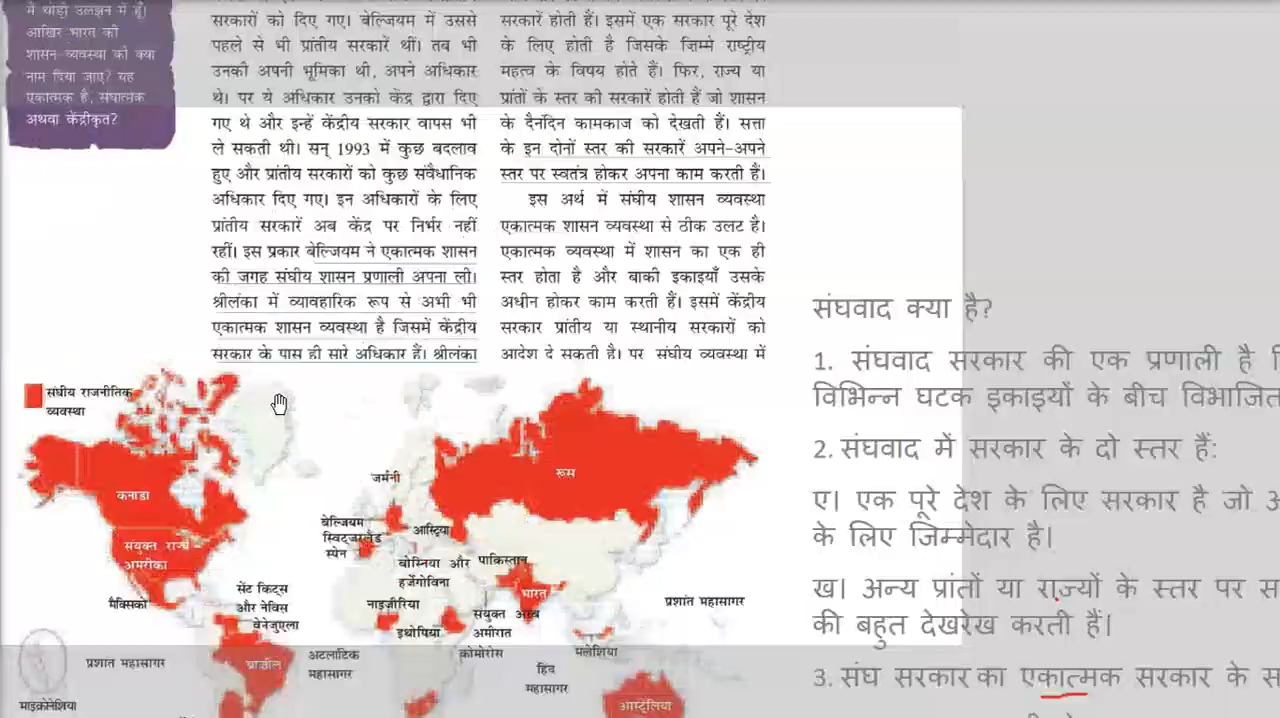 में थोड़ी उलझन में हूँ।
आखिर भारत की
शासन व्यवस्था को क्या
नाम दिया जाए? यह
एकात्मक है, संघात्मक
अथवा केंद्रीकृत?
सरकारों को दिए गए। बेल्जियम में उससे
पहले से भी प्रांतीय सरकारें थीं। तब भी
उनकी अपनी भूमिका थी, अपने अधिकार
थे। पर ये अधिकार उनको केंद्र द्वारा दिए
गए थे और इन्हें केंद्रीय सरकार वापस भी
ले सकती थी। सन् 1993 में कुछ बदलाव
हुए और प्रांतीय सरकारों को कुछ संवैधानिक
अधिकार दिए गए। इन अधिकारों के लिए
प्रांतीय सरकारें अब केंद्र पर निर्भर नहीं
रहीं। इस प्रकार बेल्जियम ने एकात्मक शासन
की जगह संघीय शासन प्रणाली अपना ली।
श्रीलंका में व्यावहारिक रूप से अभी भी
एकात्मक शासन व्यवस्था है जिसमें केंद्रीय
सरकार के पास ही सारे अधिकार हैं। श्रीलंका
सरकारें होती हैं। इसमें एक सरकार पूरे देश
के लिए होती है जिसके ज़िम्मे राष्ट्रीय
महत्व के विषय होते हैं। फिर, राज्य या
प्रांतों के स्तर की सरकारें होती हैं जो शासन
के दैनंदिन कामकाज को देखती हैं। सत्ता
के इन दोनों स्तर की सरकारें अपने-अपने
स्तर पर स्वतंत्र होकर अपना काम करती हैं।
इस अर्थ में संघीय शासन व्यवस्था
एकात्मक शासन व्यवस्था से ठीक उलट है।
एकात्मक व्यवस्था में शासन का एक ही
स्तर होता है और बाकी इकाइयाँ उसके
अधीन होकर काम करती हैं। इसमें केंद्रीय
सरकार प्रांतीय या स्थानीय सरकारों को
आदेश दे सकती है। पर संघीय व्यवस्था में
संघीय राजनीतिक
व्यवस्था
कनाडा
संयुक्त राज्य
अमरीका
मैक्सिको
सेंट किट्स
और नेविस
वेनेजुएला
प्रशांत महासागर
माइक्रोनेशिया
ब्राज़ील
अटलांटिक
महासागर
जर्मनी
बेल्जियम
स्विट्जरलैंड
स्पेन
आस्ट्रिया
बोस्निया और
हर्जेगोविना
पाकिस्तान
नाइजीरिया
इथोपिया
संयुक्त अरब
अमीरात
कोमोरोस
रूस
भारत
मलेशिया
हिंद
महासागर
प्रशांत महासागर
आस्ट्रेलिया
संघवाद क्या है?
1. संघवाद सरकार की एक प्रणाली है
विभिन्न घटक इकाइयों के बीच विभाजित
2. संघवाद में सरकार के दो स्तर हैं:
ए। एक पूरे देश के लिए सरकार है जो
के लिए जिम्मेदार है।
ख। अन्य प्रांतों या राज्यों के स्तर पर
की बहुत देखरेख करती हैं।
3. संघ सरकार का एकात्मक सरकार के